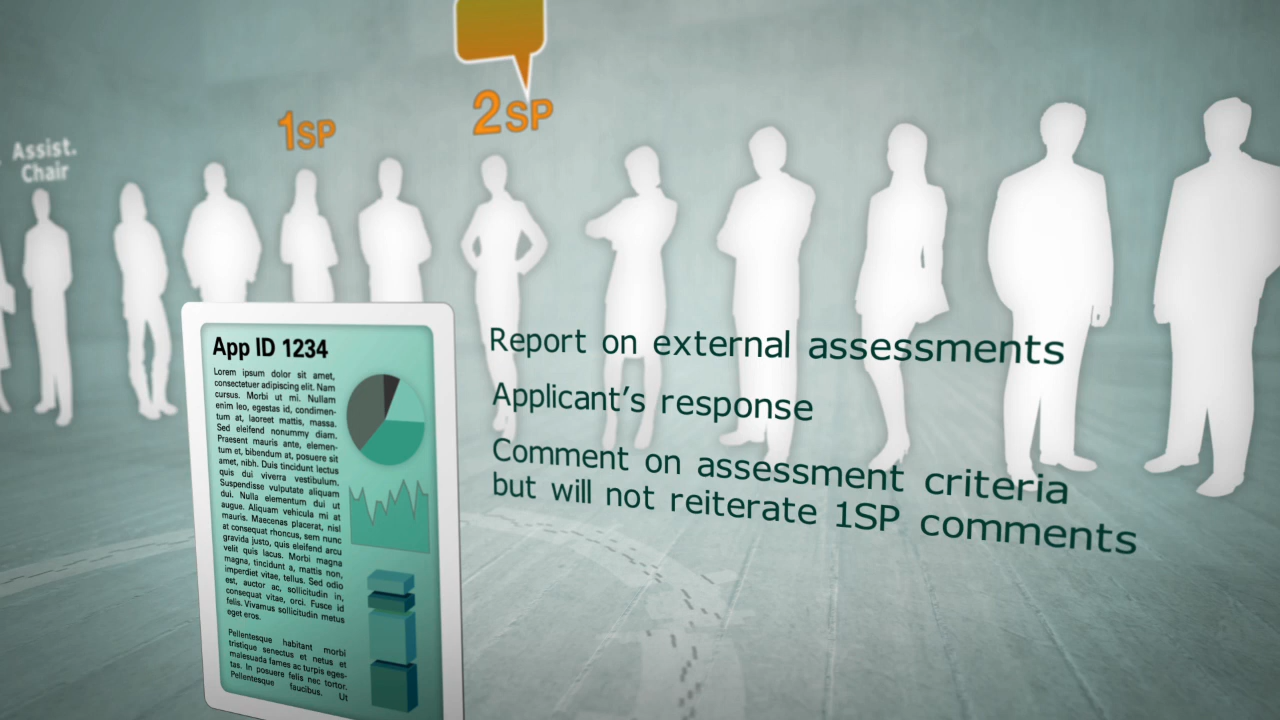 Assist.
Chair
1SP
2SP
App ID 1234
Lorem ipsum dolor sit amet,
consectetuer adipiscing elit. Nam
cursus. Morbi ut mi. Nullam
enim leo, egestas id, condimen-
tum at, laoreet mattis, massa.
Sed eleifend nonummy diam.
Praesent mauris ante, elemen-
tum et, bibendum at, posuere sit
amet, nibh. Duis tincidunt lectus
quis dui viverra vestibulum.
Suspendisse vulputate aliquam
dui. Nulla elementum dui ut
augue. Aliquam vehicula mi at
mauris. Maecenas placerat, nisl
at consequat rhoncus, sem nunc
gravida justo, quis eleifend arcu
velit quis lacus. Morbi magna
magna, tincidunt a, mattis non,
imperdiet vitae, tellus. Sed odio
est, auctor ac, sollicitudin in,
consequat vitae, orci. Fusce id
felis. Vivamus sollicitudin metus
eget eros.
Pellentesque habitant morbi
tristique senectus et netus et
malesuada fames ac turpis eges-
tas. In posuere felis nec tortor.
Pellentesque faucibus. Ut
Report on external assessments
Applicant's response
Comment on assessment criteria
but will not reiterate 1SP comments